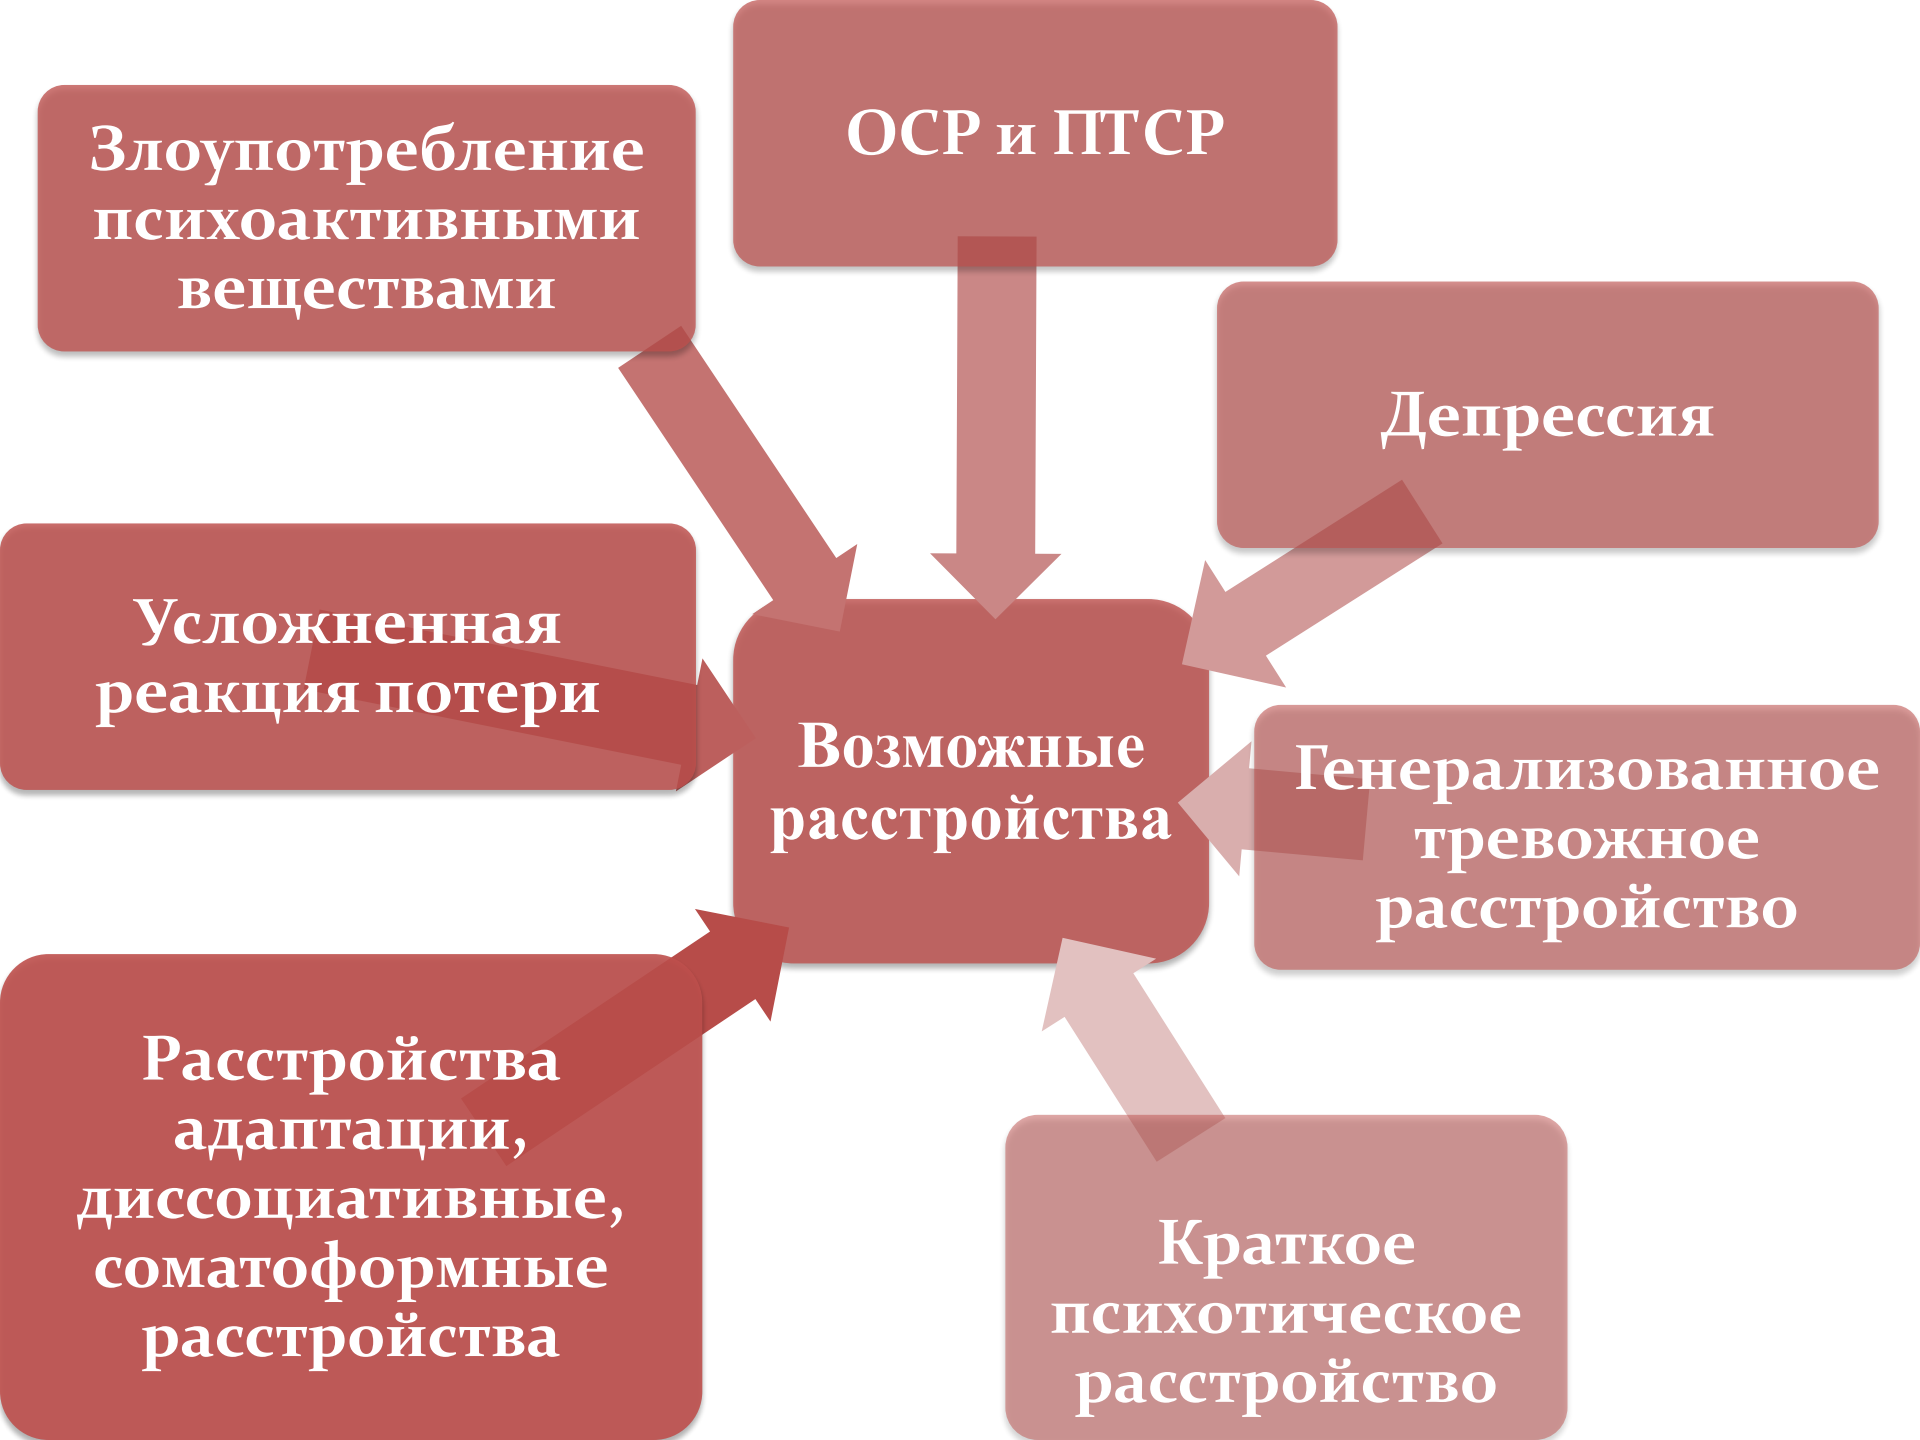 ОСР и ПТСР
Злоупотребление
психоактивными
веществами
Депрессия
Усложненная
реакция потери
Возможные
расстройства
Генерализованное
тревожное
расстройство
Расстройства
адаптации,
диссоциативные,
соматоформные
расстройства
Краткое
психотическое
расстройство